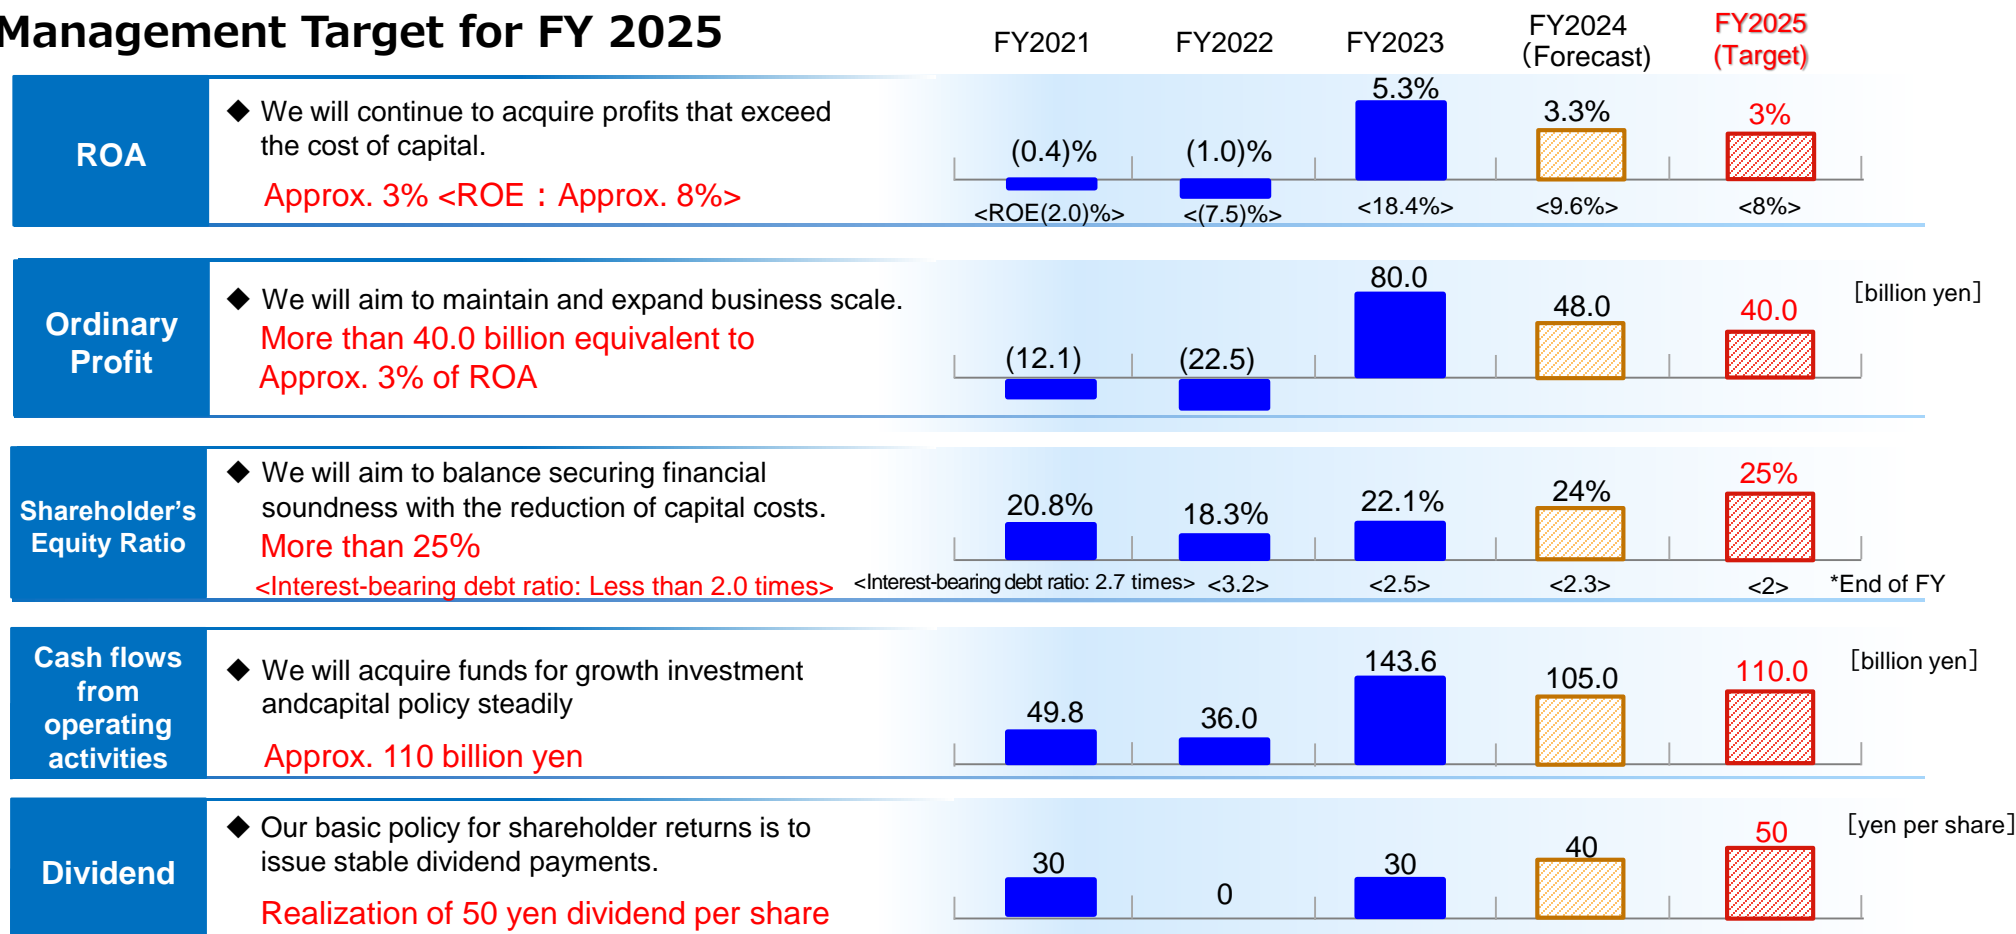 Management Target for FY 2025
FY2021
FY2022
FY2023
FY2024
（Forecast)
FY2025
(Target)
ROA
◆ We will continue to acquire profits that exceed
the cost of capital.
Approx. 3% <ROE：Approx. 8%>
(0.4)%
(1.0)%
5.3%
3.3%
3%
<ROE(2.0)%>
<(7.5)%>
<18.4%>
<9.6%>
<8%>
Ordinary
Profit
◆ We will aim to maintain and expand business scale.
More than 40.0 billion equivalent to
Approx. 3% of ROA
(12.1)
(22.5)
80.0
48.0
40.0
［billion yen］
Shareholder’s
Equity Ratio
◆ We will aim to balance securing financial
soundness with the reduction of capital costs.
More than 25%
<Interest-bearing debt ratio: Less than 2.0 times>
20.8%
18.3%
22.1%
24%
25%
<Interest-bearing debt ratio: 2.7 times>
<3.2>
<2.5>
<2.3>
<2>
*End of FY
Cash flows
from
operating
activities
◆ We will acquire funds for growth investment
andcapital policy steadily
Approx. 110 billion yen
49.8
36.0
143.6
105.0
110.0
［billion yen］
Dividend
◆ Our basic policy for shareholder returns is to
issue stable dividend payments.
Realization of 50 yen dividend per share
30
0
30
40
50
［yen per share］